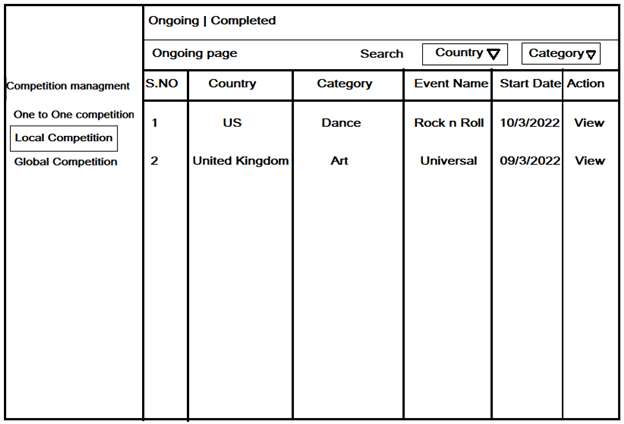 Ongoing | Completed
Ongoing page Search Country Category
Competition managment
One to One competition
Local Competition
Global Competition
S.NO Country Category Event Name Start Date Action
1 US Dance Rock n Roll 10/3/2022 View
2 United Kingdom Art Universal 09/3/2022 View